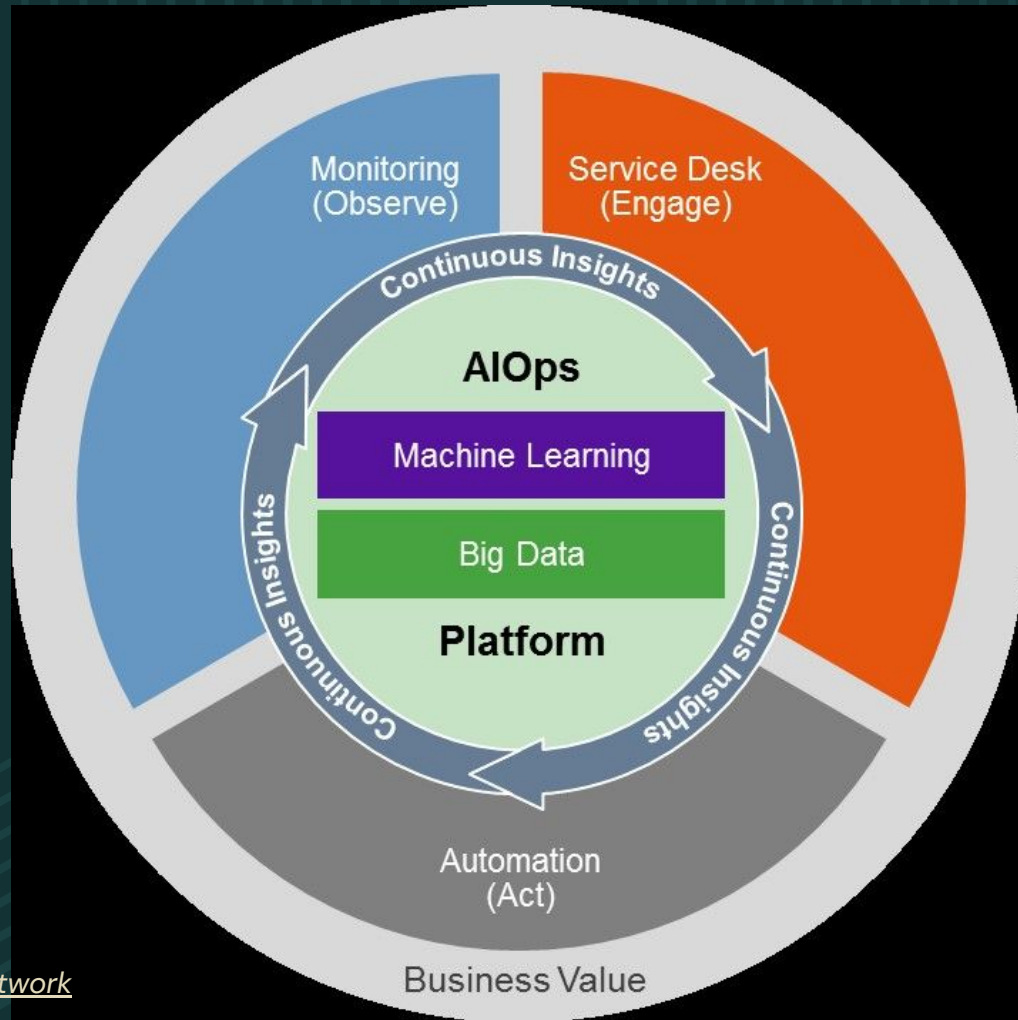 Monitoring
(Observe)
Service Desk
(Engage)
Continuous Insights
AIOps
Machine Learning
Big Data
Platform
Continuous Insights
Continuous Insights
Automation
(Act)
Business Value